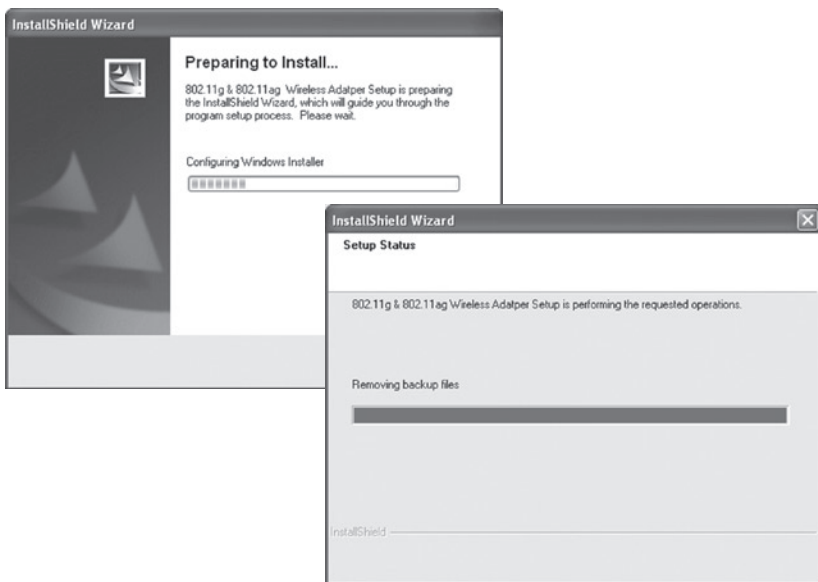 InstallShield Wizard
Preparing to Install...
802.11g & 802.11ag Wireless Adatper Setup is preparing
the InstallShield Wizard, which will guide you through the
program setup process. Please wait.
Configuring Windows Installer
InstallShield Wizard
Setup Status
802.11g & 802.11ag Wireless Adatper Setup is performing the requested operations.
Removing backup files
InstallShield